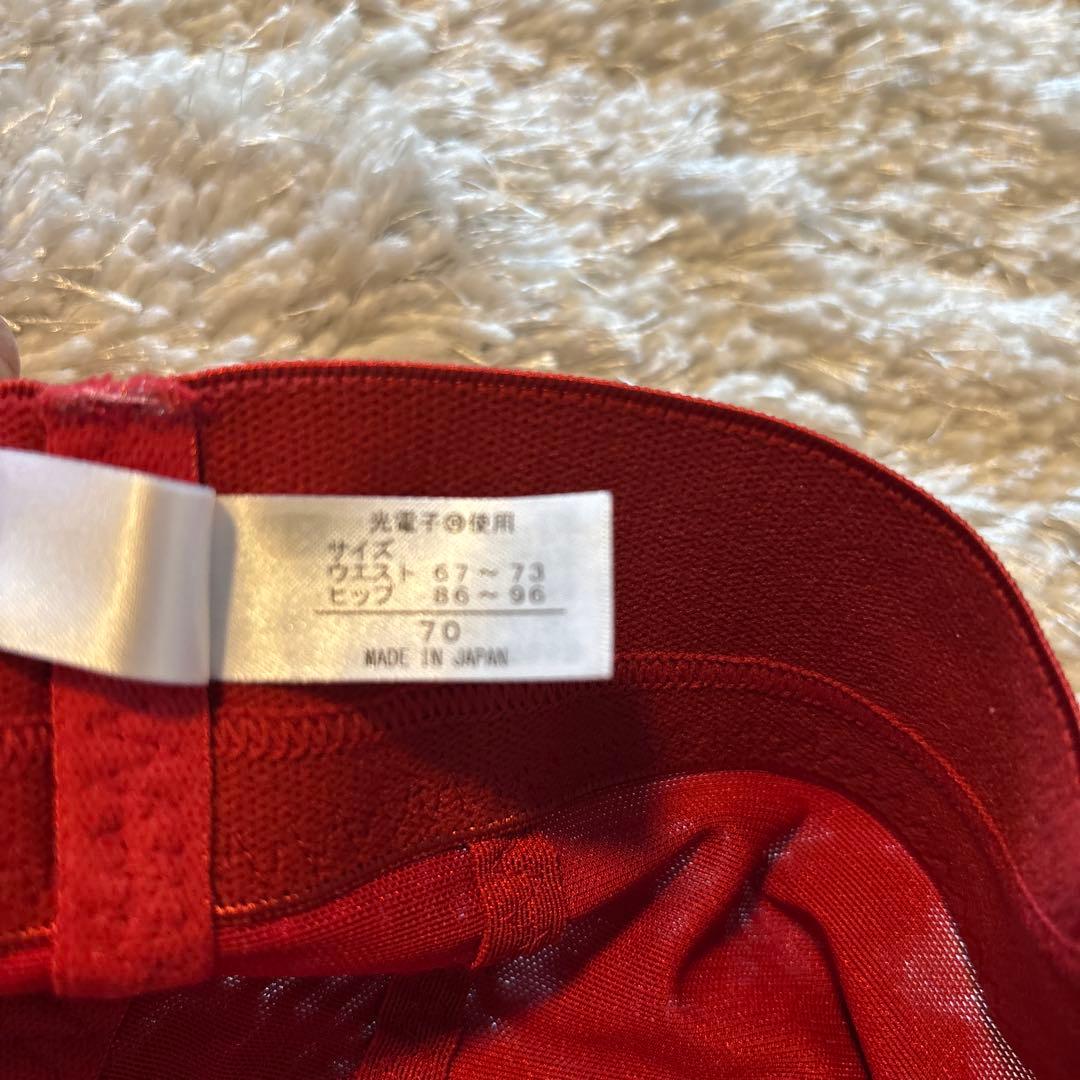 光電子®使用
サイズ
ウエスト 67～73
ヒップ 86～96
70
MADE IN JAPAN